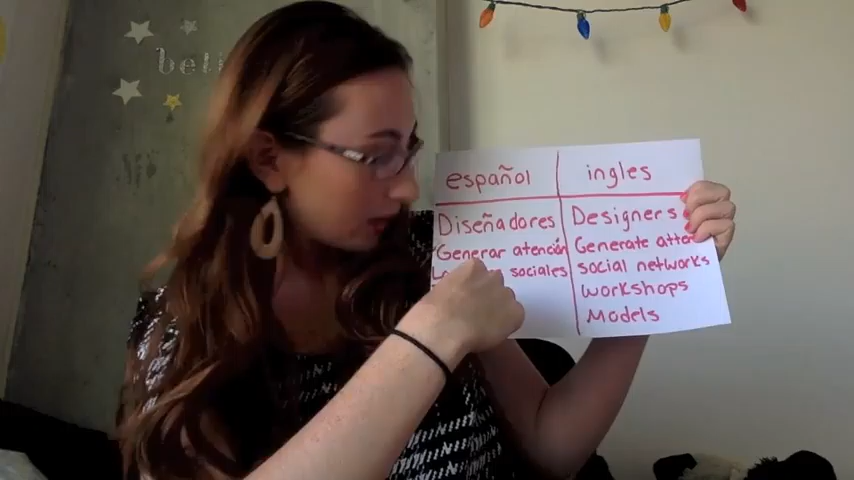 español ingles
Diseñadores Designers
Generar atención Generate
sociales social networks
workshops
Models